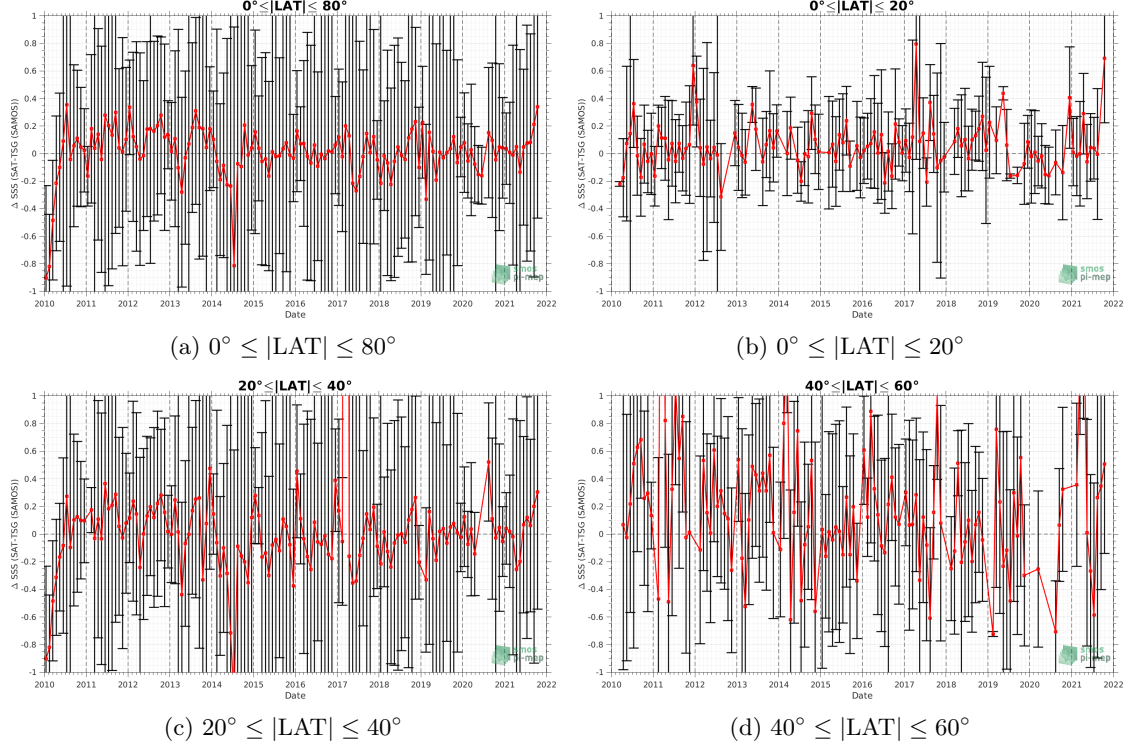 0°≤|LAT|≤ 80°
Δ SSS (SAT-TSG (SAMOS))
1
0.8
0.6
0.4
0.2
0
-0.2
-0.4
-0.6
-0.8
-1
2010 2011 2012 2013 2014 2015 2016 2017 2018 2019 2020 2021 2022
Date
smos
pi-mep
(a) 0° ≤ |LAT| ≤ 80°
0°≤|LAT|≤ 20°
Δ SSS (SAT-TSG (SAMOS))
1
0.8
0.6
0.4
0.2
0
-0.2
-0.4
-0.6
-0.8
-1
2010 2011 2012 2013 2014 2015 2016 2017 2018 2019 2020 2021 2022
Date
smos
pi-mep
(b) 0° ≤ |LAT| ≤ 20°
20°≤|LAT|≤ 40°
Δ SSS (SAT-TSG (SAMOS))
1
0.8
0.6
0.4
0.2
0
-0.2
-0.4
-0.6
-0.8
-1
2010 2011 2012 2013 2014 2015 2016 2017 2018 2019 2020 2021 2022
Date
smos
pi-mep
(c) 20° ≤ |LAT| ≤ 40°
40°≤|LAT|≤ 60°
Δ SSS (SAT-TSG (SAMOS))
1
0.8
0.6
0.4
0.2
0
-0.2
-0.4
-0.6
-0.8
-1
2010 2011 2012 2013 2014 2015 2016 2017 2018 2019 2020 2021 2022
Date
smos
pi-mep
(d) 40° ≤ |LAT| ≤ 60°